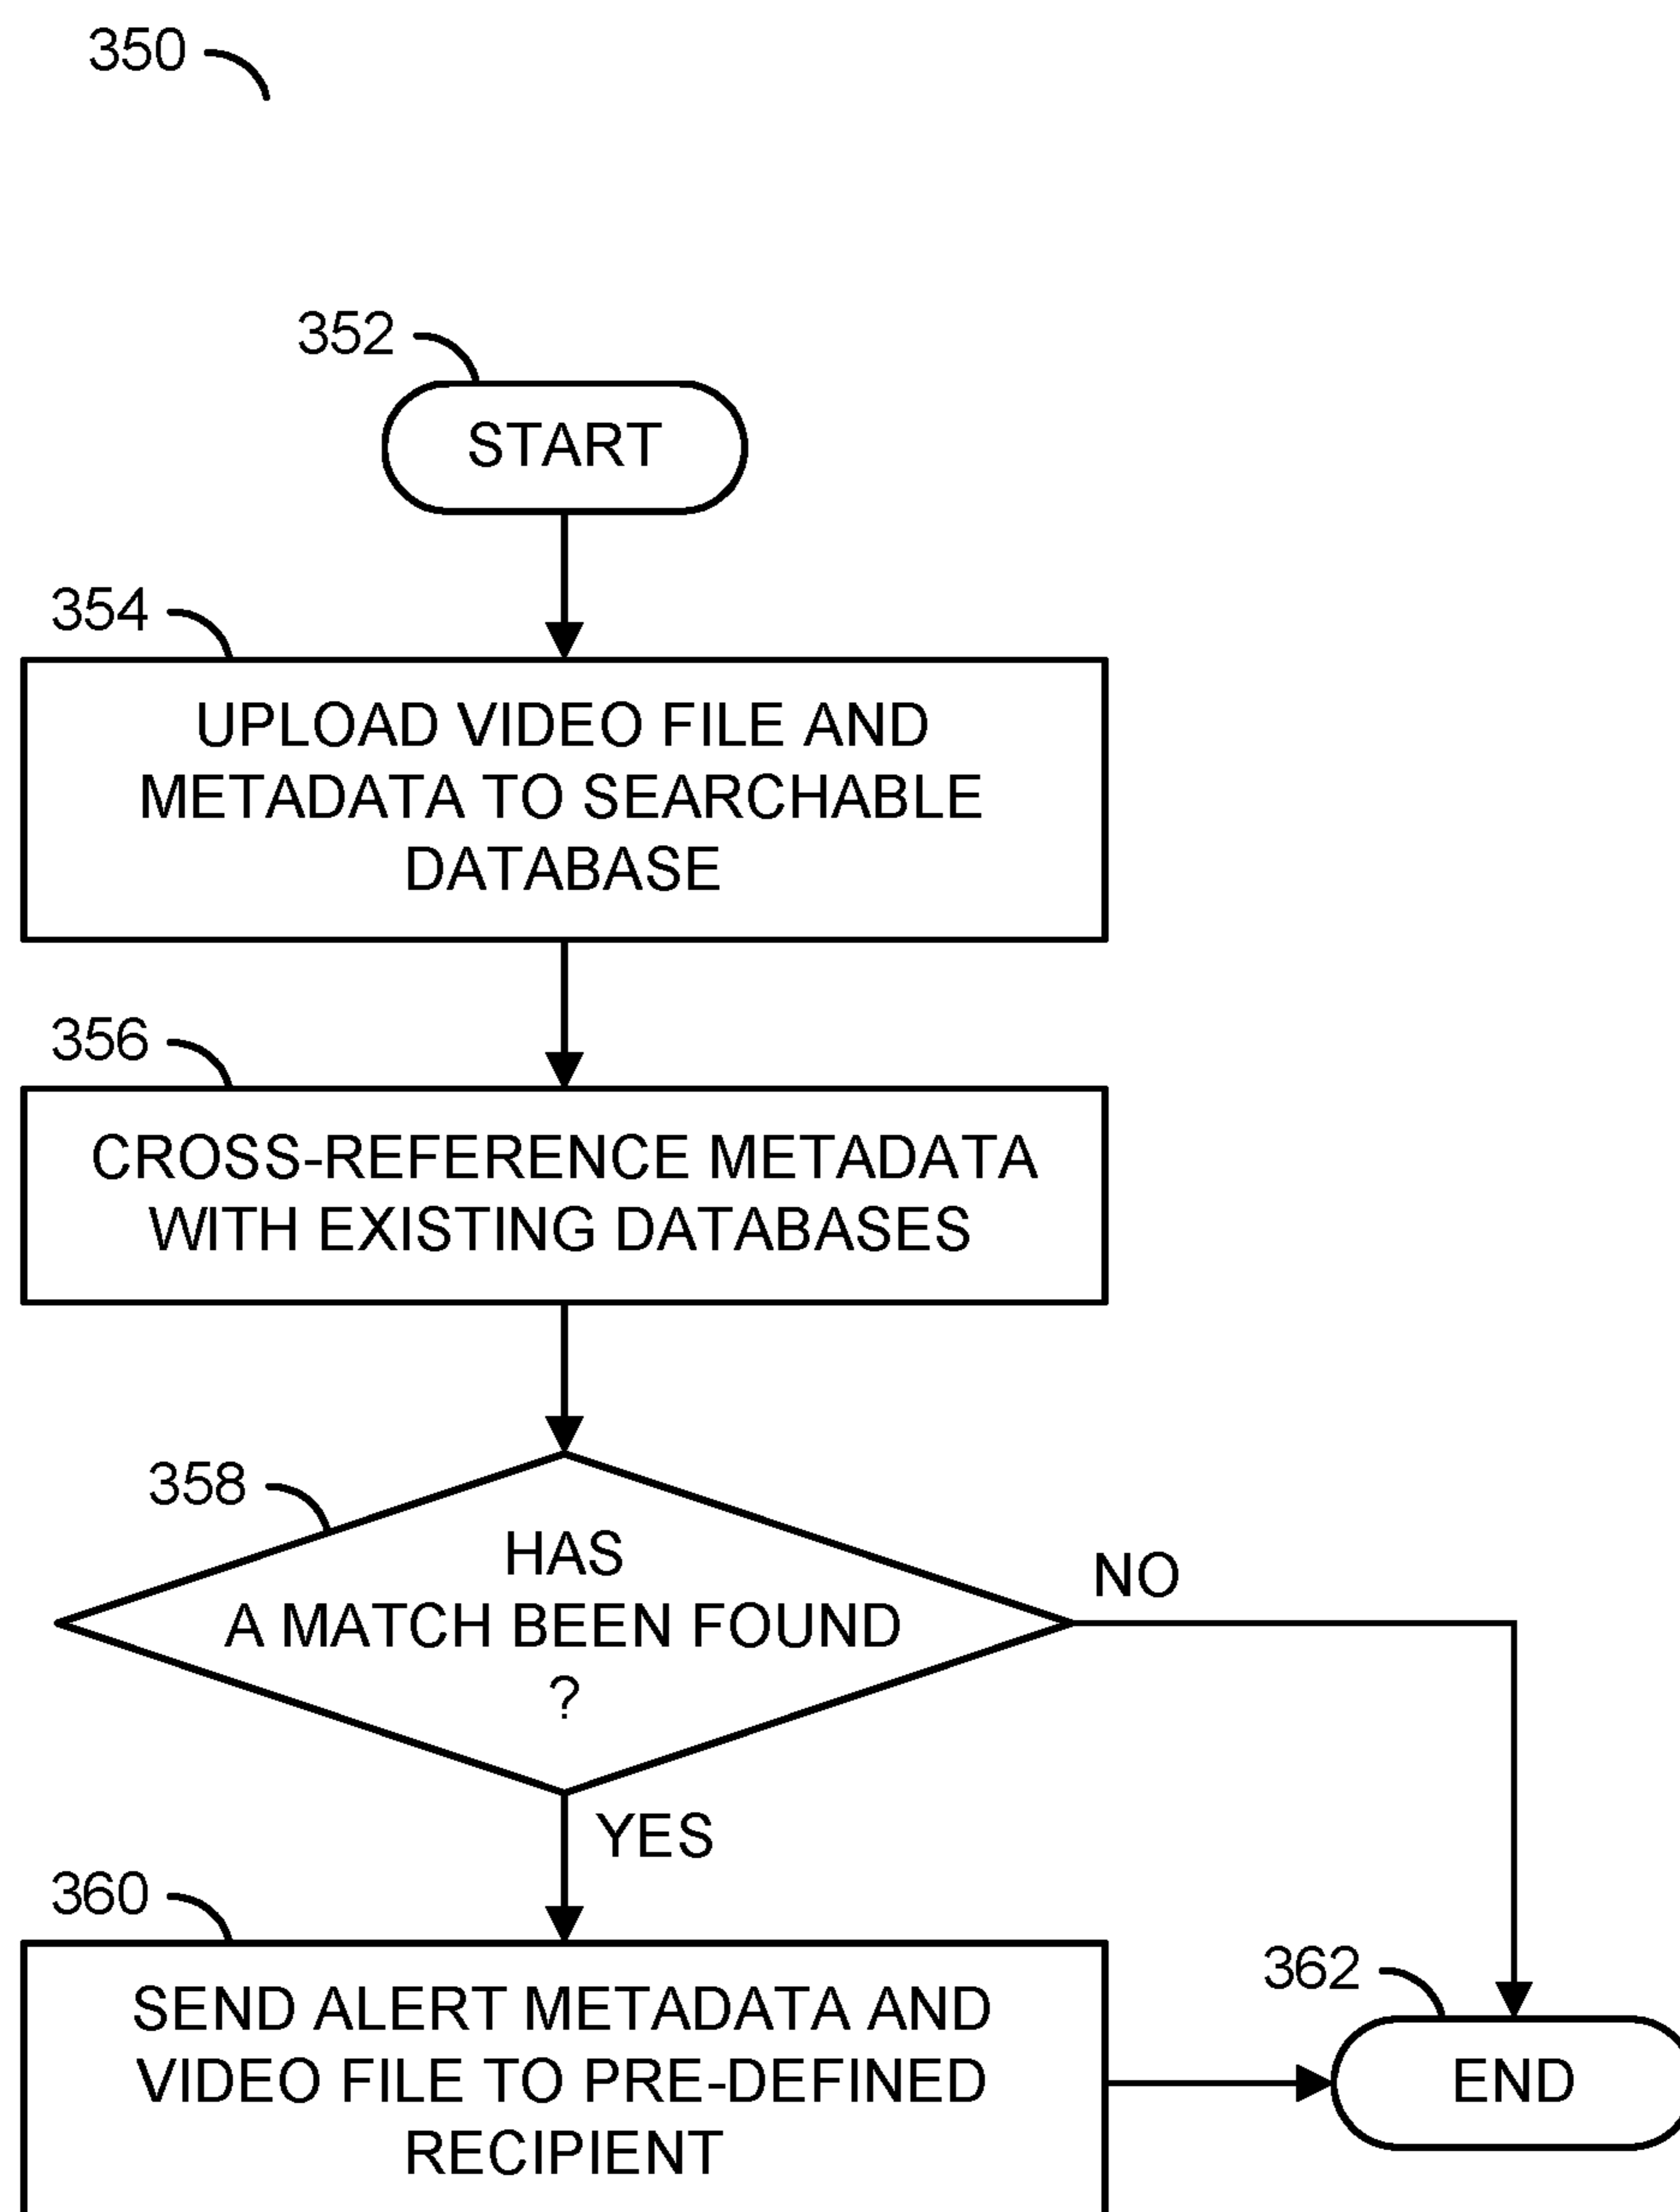 350
352
START
354
UPLOAD VIDEO FILE AND
METADATA TO SEARCHABLE
DATABASE
356
CROSS-REFERENCE METADATA
WITH EXISTING DATABASES
358
HAS
A MATCH BEEN FOUND
?
NO
YES
360
SEND ALERT METADATA AND
VIDEO FILE TO PRE-DEFINED
RECIPIENT
362
END